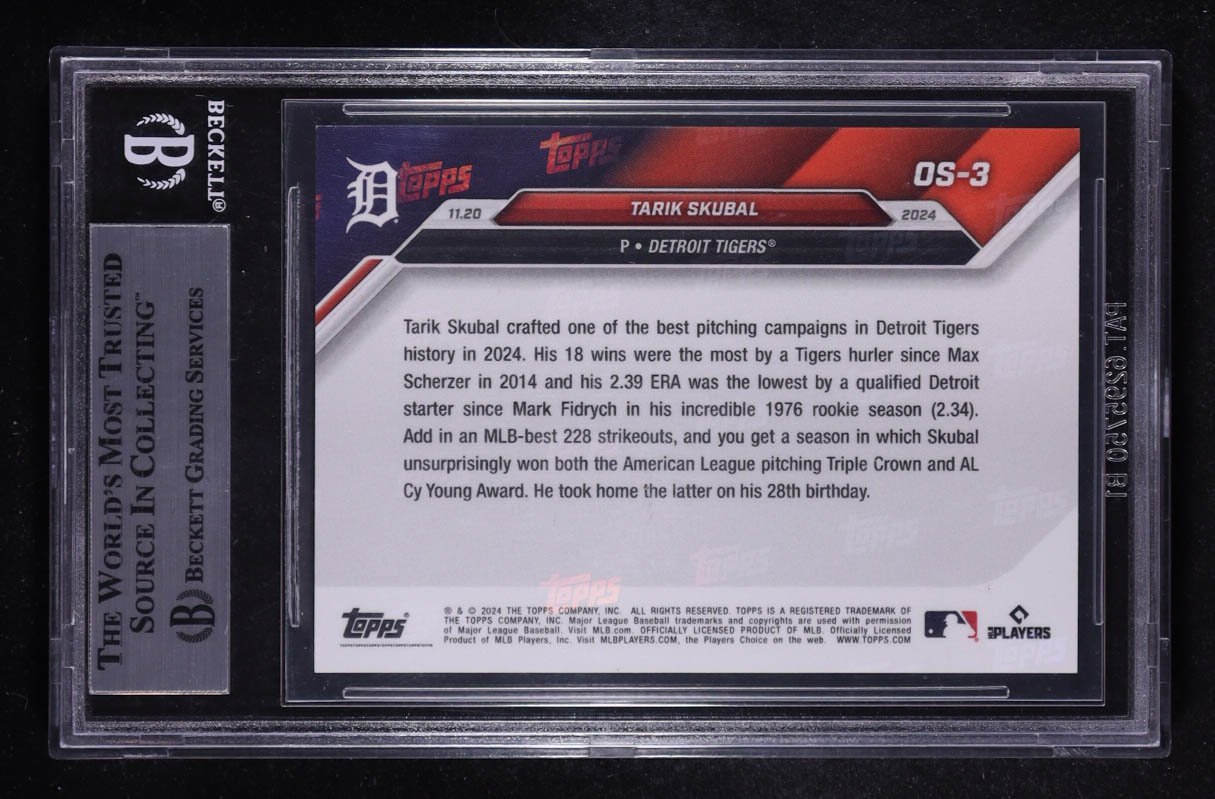 BECKETT®
B
THE WORLD'S MOST TRUSTED
SOURCE IN COLLECTING™
B BECKETT GRADING SERVICES
D
Topps
Topps
OS-3
11.20
TARIK SKUBAL
2024
P • DETROIT TIGERS®
Tarik Skubal crafted one of the best pitching campaigns in Detroit Tigers
history in 2024. His 18 wins were the most by a Tigers hurler since Max
Scherzer in 2014 and his 2.39 ERA was the lowest by a qualified Detroit
starter since Mark Fidrych in his incredible 1976 rookie season (2.34).
Add in an MLB-best 228 strikeouts, and you get a season in which Skubal
unsurprisingly won both the American League pitching Triple Crown and AL
Cy Young Award. He took home the latter on his 28th birthday.
Topps
Topps
Topps
Topps
Topps®
® & © 2024 THE TOPPS COMPANY, INC. ALL RIGHTS RESERVED. TOPPS IS A REGISTERED TRADEMARK OF
THE TOPPS COMPANY, INC. Major League Baseball trademarks and copyrights are used with permission
of Major League Baseball. Visit MLB.com. OFFICIALLY LICENSED PRODUCT OF MLB. Officially Licensed
Product of MLB Players, Inc. Visit MLBPLAYERS.COM, the Players Choice on the web. WWW.TOPPS.COM
MLB PLAYERS
Topps